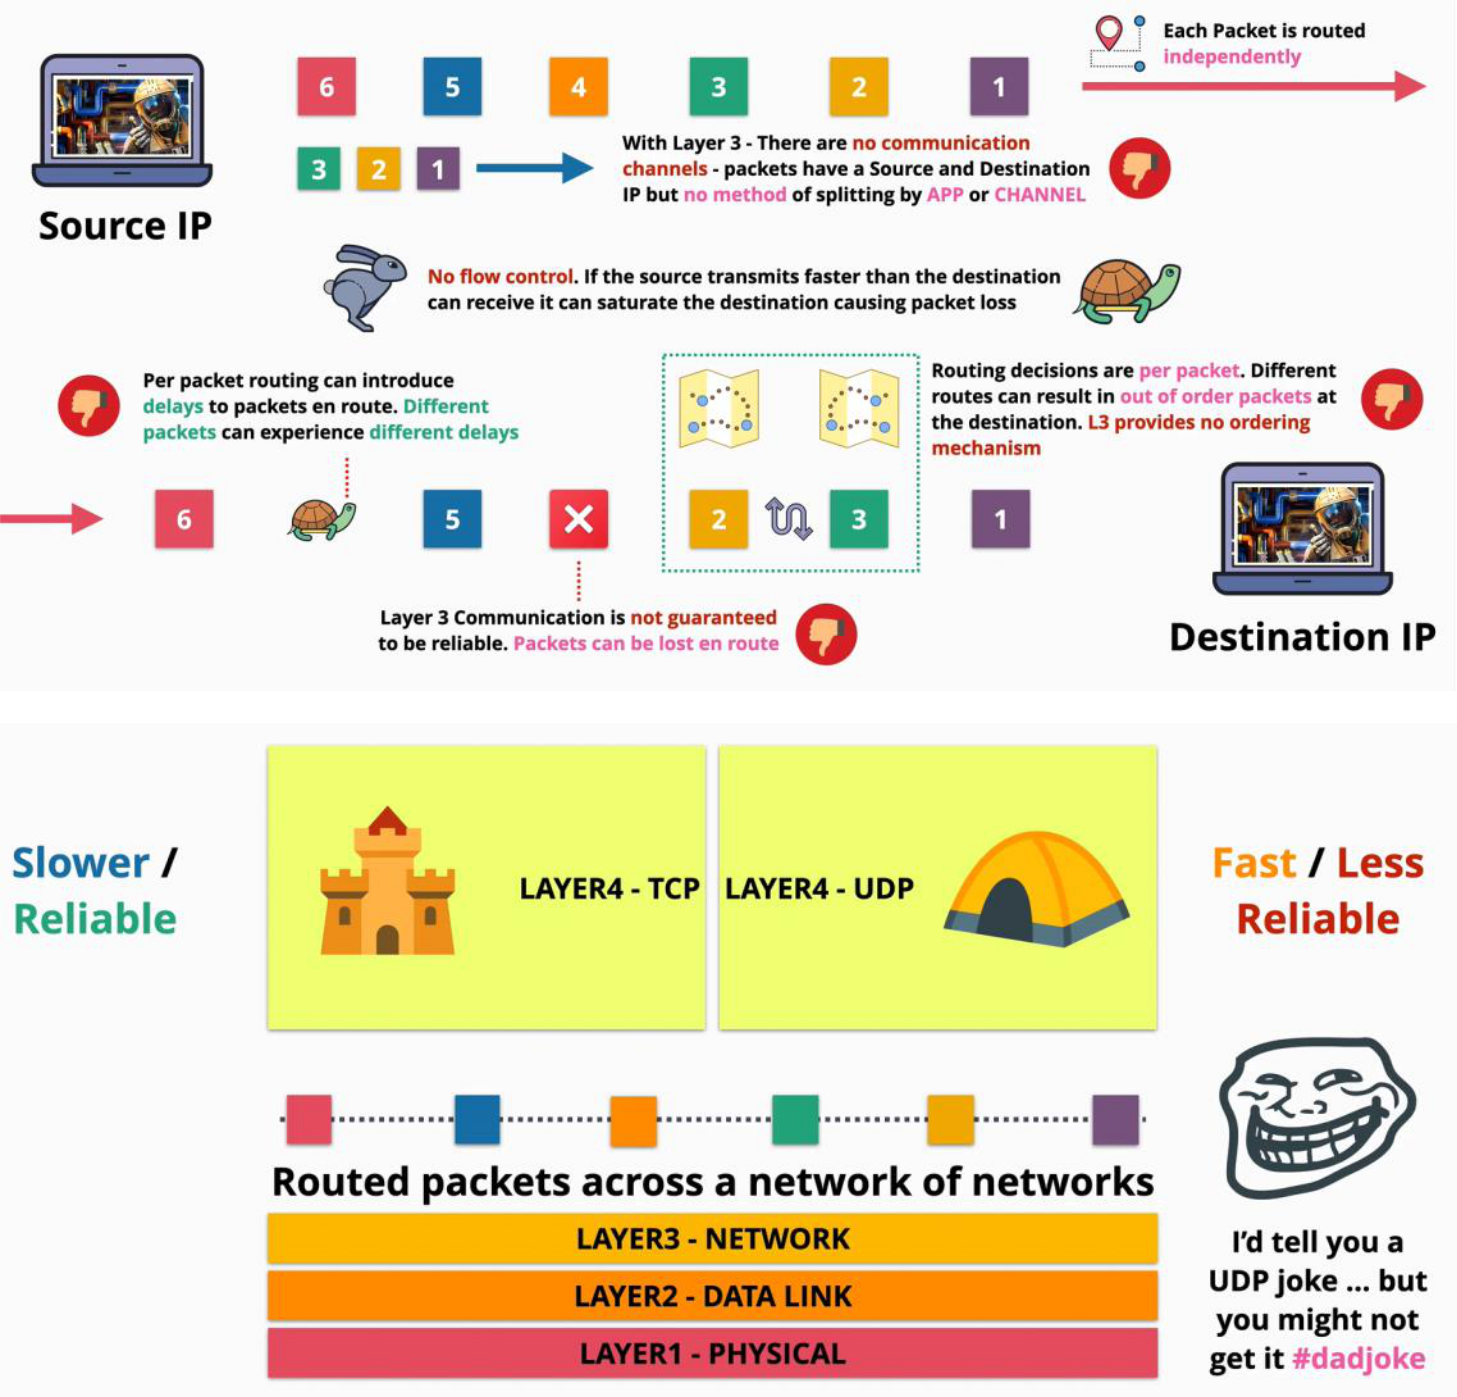 Each Packet is routed
independently
6 5 4 3 2 1
With Layer 3 - There are no communication
channels - packets have a Source and Destination
IP but no method of splitting by APP or CHANNEL
3 2 1
Source IP
No flow control. If the source transmits faster than the destination
can receive it can saturate the destination causing packet loss
Per packet routing can introduce
delays to packets en route. Different
packets can experience different delays
Routing decisions are per packet. Different
routes can result in out of order packets at
the destination. L3 provides no ordering
mechanism
6 5 2 3 1
Layer 3 Communication is not guaranteed
to be reliable. Packets can be lost en route
Destination IP
Slower /
Reliable
LAYER4 - TCP
LAYER4 - UDP
Fast / Less
Reliable
Routed packets across a network of networks
LAYER3 - NETWORK
LAYER2 - DATA LINK
LAYER1 - PHYSICAL
I'd tell you a
UDP joke ... but
you might not
get it #dadjoke